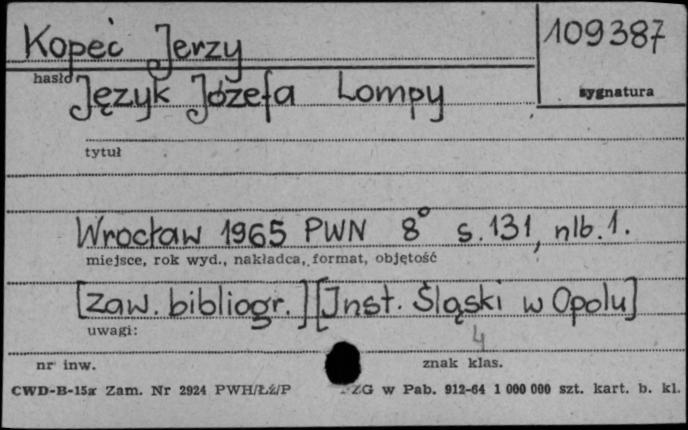 Kopeć Jerzy
109387
hasło
sygnatura
Język Józefa Lompy
tytuł
Wrocław 1965 PWN 8° s.131, nlb.1.
miejsce, rok wyd., nakładca, format, objętość
[Zaw. bibliogr.] [Inst. Śląski w Opolu]
uwagi:
4
nr inw.
znak klas.
CWD-B-15a Zam. Nr 2924 PWH/Łź/P
w Pab. 912-64 1 000 000 szt. kart. b. kl.